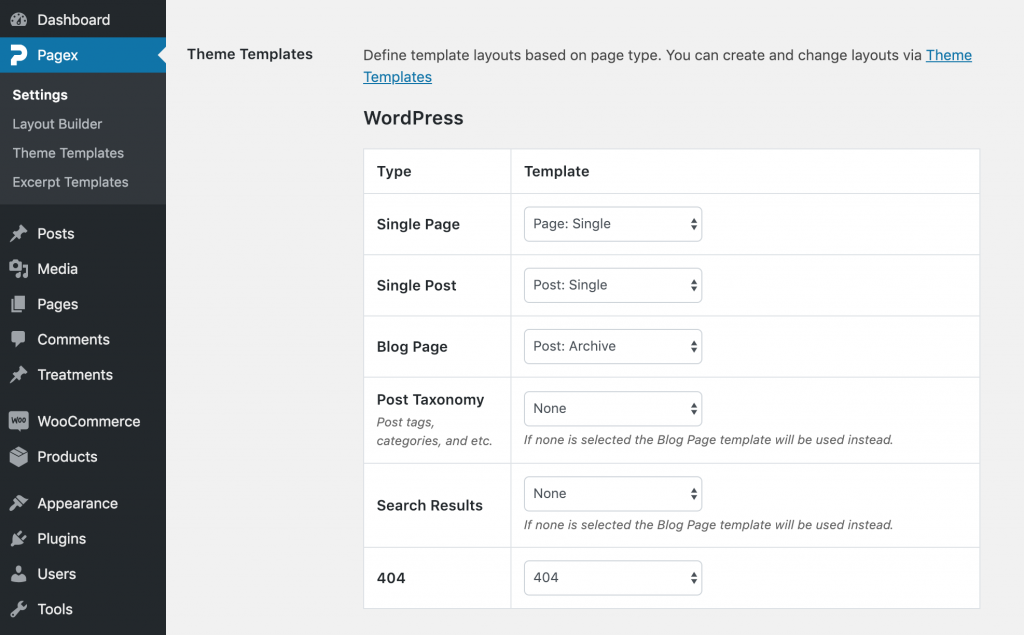 Dashboard
Pagex
Settings
Layout Builder
Theme Templates
Excerpt Templates
Posts
Media
Pages
Comments
Treatments
WOO WooCommerce
Products
Appearance
Plugins
Users
Tools
Theme Templates
Define template layouts based on page type. You can create and change layouts via Theme
Templates
WordPress
Type Template
Single Page Page: Single
Single Post Post: Single
Blog Page Post: Archive
Post Taxonomy
Post tags,
categories, and etc.
None
If none is selected the Blog Page template will be used instead.
Search Results
None
If none is selected the Blog Page template will be used instead.
404 404